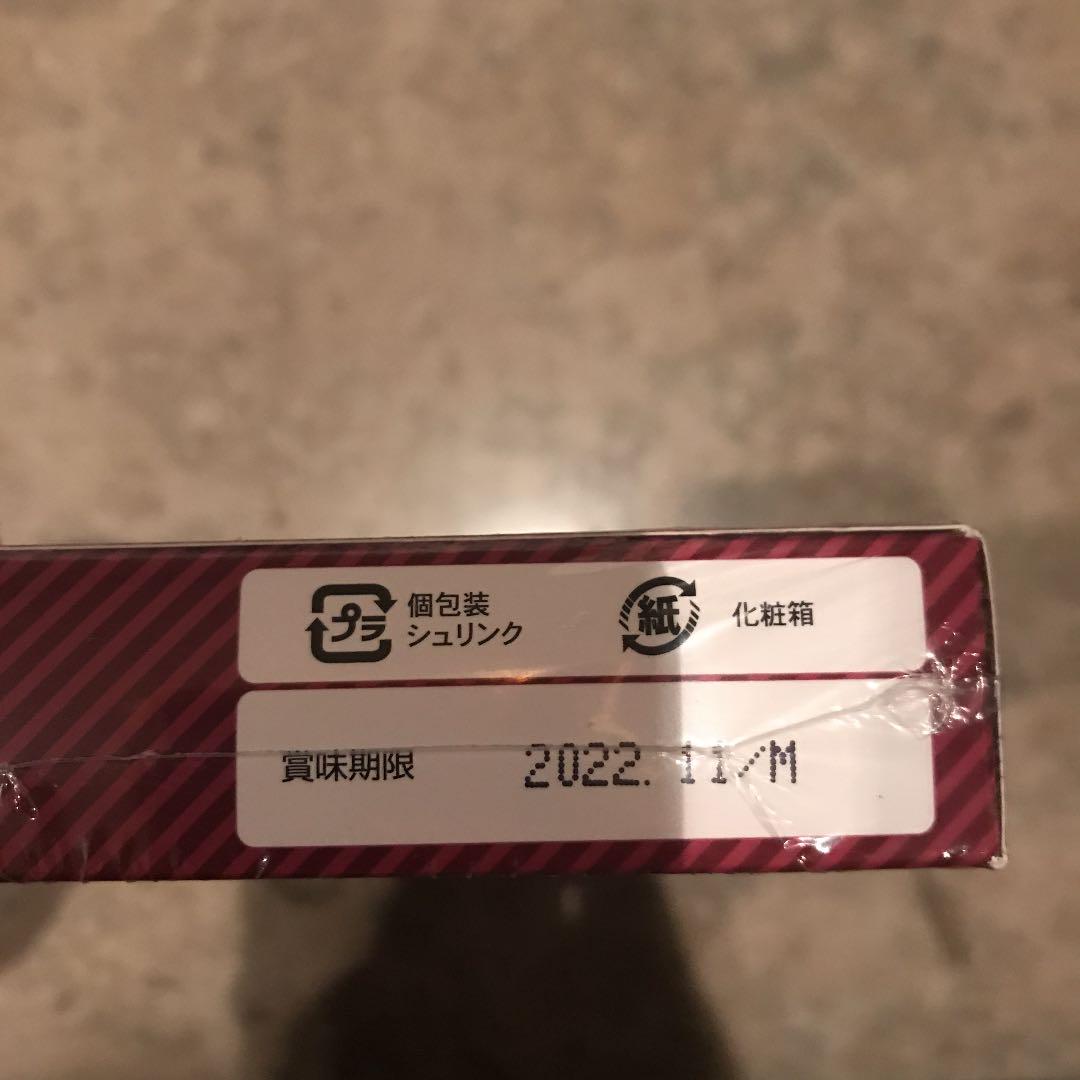 プラ
個包装
シュリンク
紙
化粧箱
賞味期限
2022.11/M